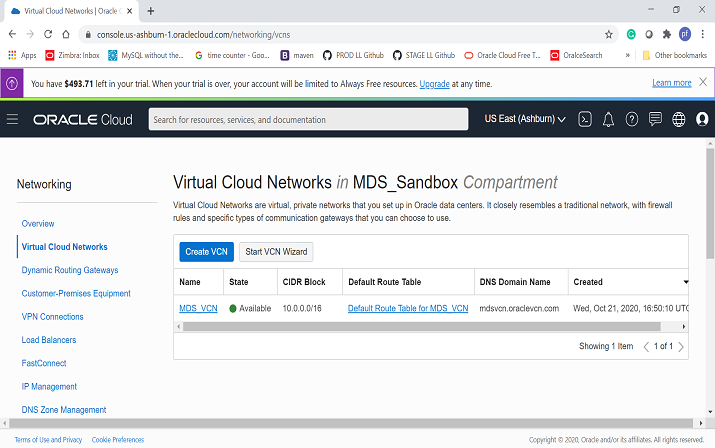 Virtual Cloud Networks | Oracle C
console.us-ashburn-1.oraclecloud.com/networking/vcns
pf
Apps
Zimbra: Inbox
MySQL without the...
time counter - Goo...
maven
PROD LL Github
STAGE LL Github
Oracle Cloud Free T...
OralceSearch
»
Other bookmarks
You have $493.71 left in your trial. When your trial is over, your account will be limited to Always Free resources. Upgrade at any time.
Learn more
ORACLE Cloud
Search for resources, services, and documentation
US East (Ashburn)
Networking
Overview
Virtual Cloud Networks
Dynamic Routing Gateways
Customer-Premises Equipment
VPN Connections
Load Balancers
FastConnect
IP Management
DNS Zone Management
Virtual Cloud Networks in MDS_Sandbox Compartment
Virtual Cloud Networks are virtual, private networks that you set up in Oracle data centers. It closely resembles a traditional network, with firewall
rules and specific types of communication gateways that you can choose to use.
Create VCN
Start VCN Wizard
Name State CIDR Block Default Route Table DNS Domain Name Created
MDS_VCN Available 10.0.0.0/16 Default Route Table for MDS_VCN mdsvcn.oraclevcn.com Wed, Oct 21, 2020, 16:50:10 UTC
Showing 1 Item
1 of 1
Terms of Use and Privacy
Cookie Preferences
Copyright © 2020, Oracle and/or its affiliates. All rights reserved.